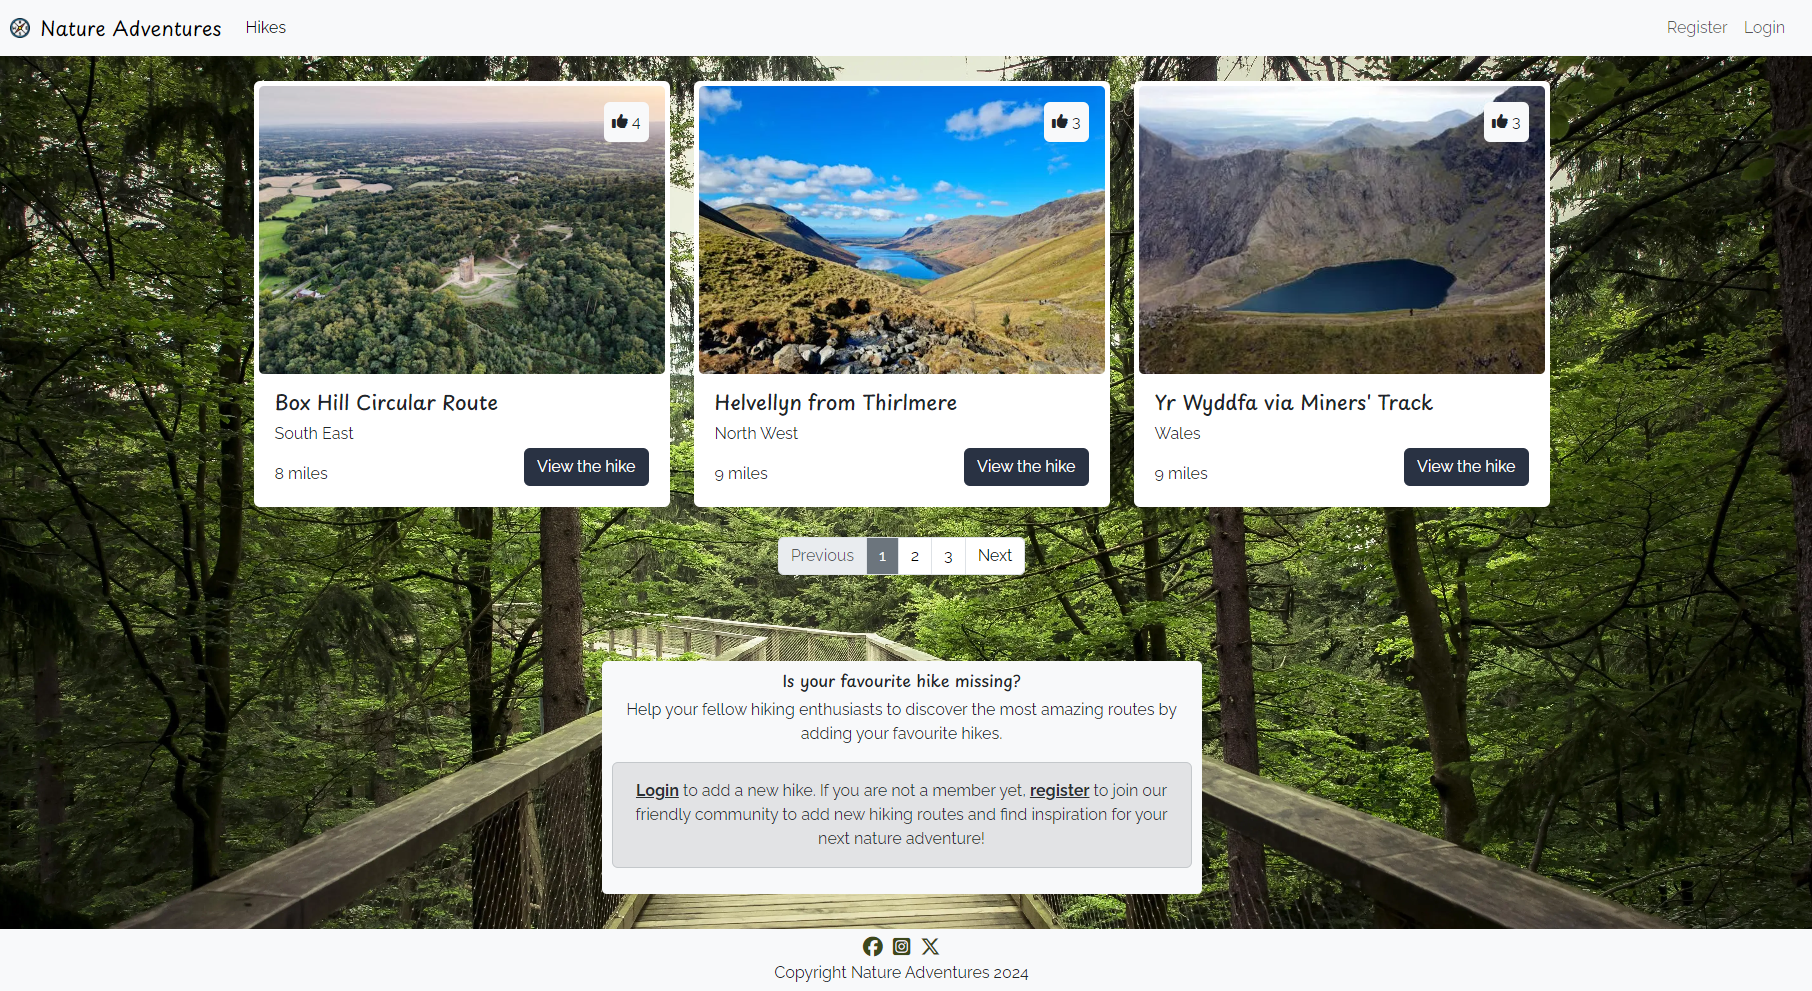 Nature Adventures Hikes Register Login
4
3
3
Box Hill Circular Route
South East
8 miles
View the hike
Helvellyn from Thirlmere
North West
9 miles
View the hike
Yr Wyddfa via Miners' Track
Wales
9 miles
View the hike
Previous 1 2 3 Next
Is your favourite hike missing?
Help your fellow hiking enthusiasts to discover the most amazing routes by
adding your favourite hikes.
Login to add a new hike. If you are not a member yet, register to join our
friendly community to add new hiking routes and find inspiration for your
next nature adventure!
Copyright Nature Adventures 2024